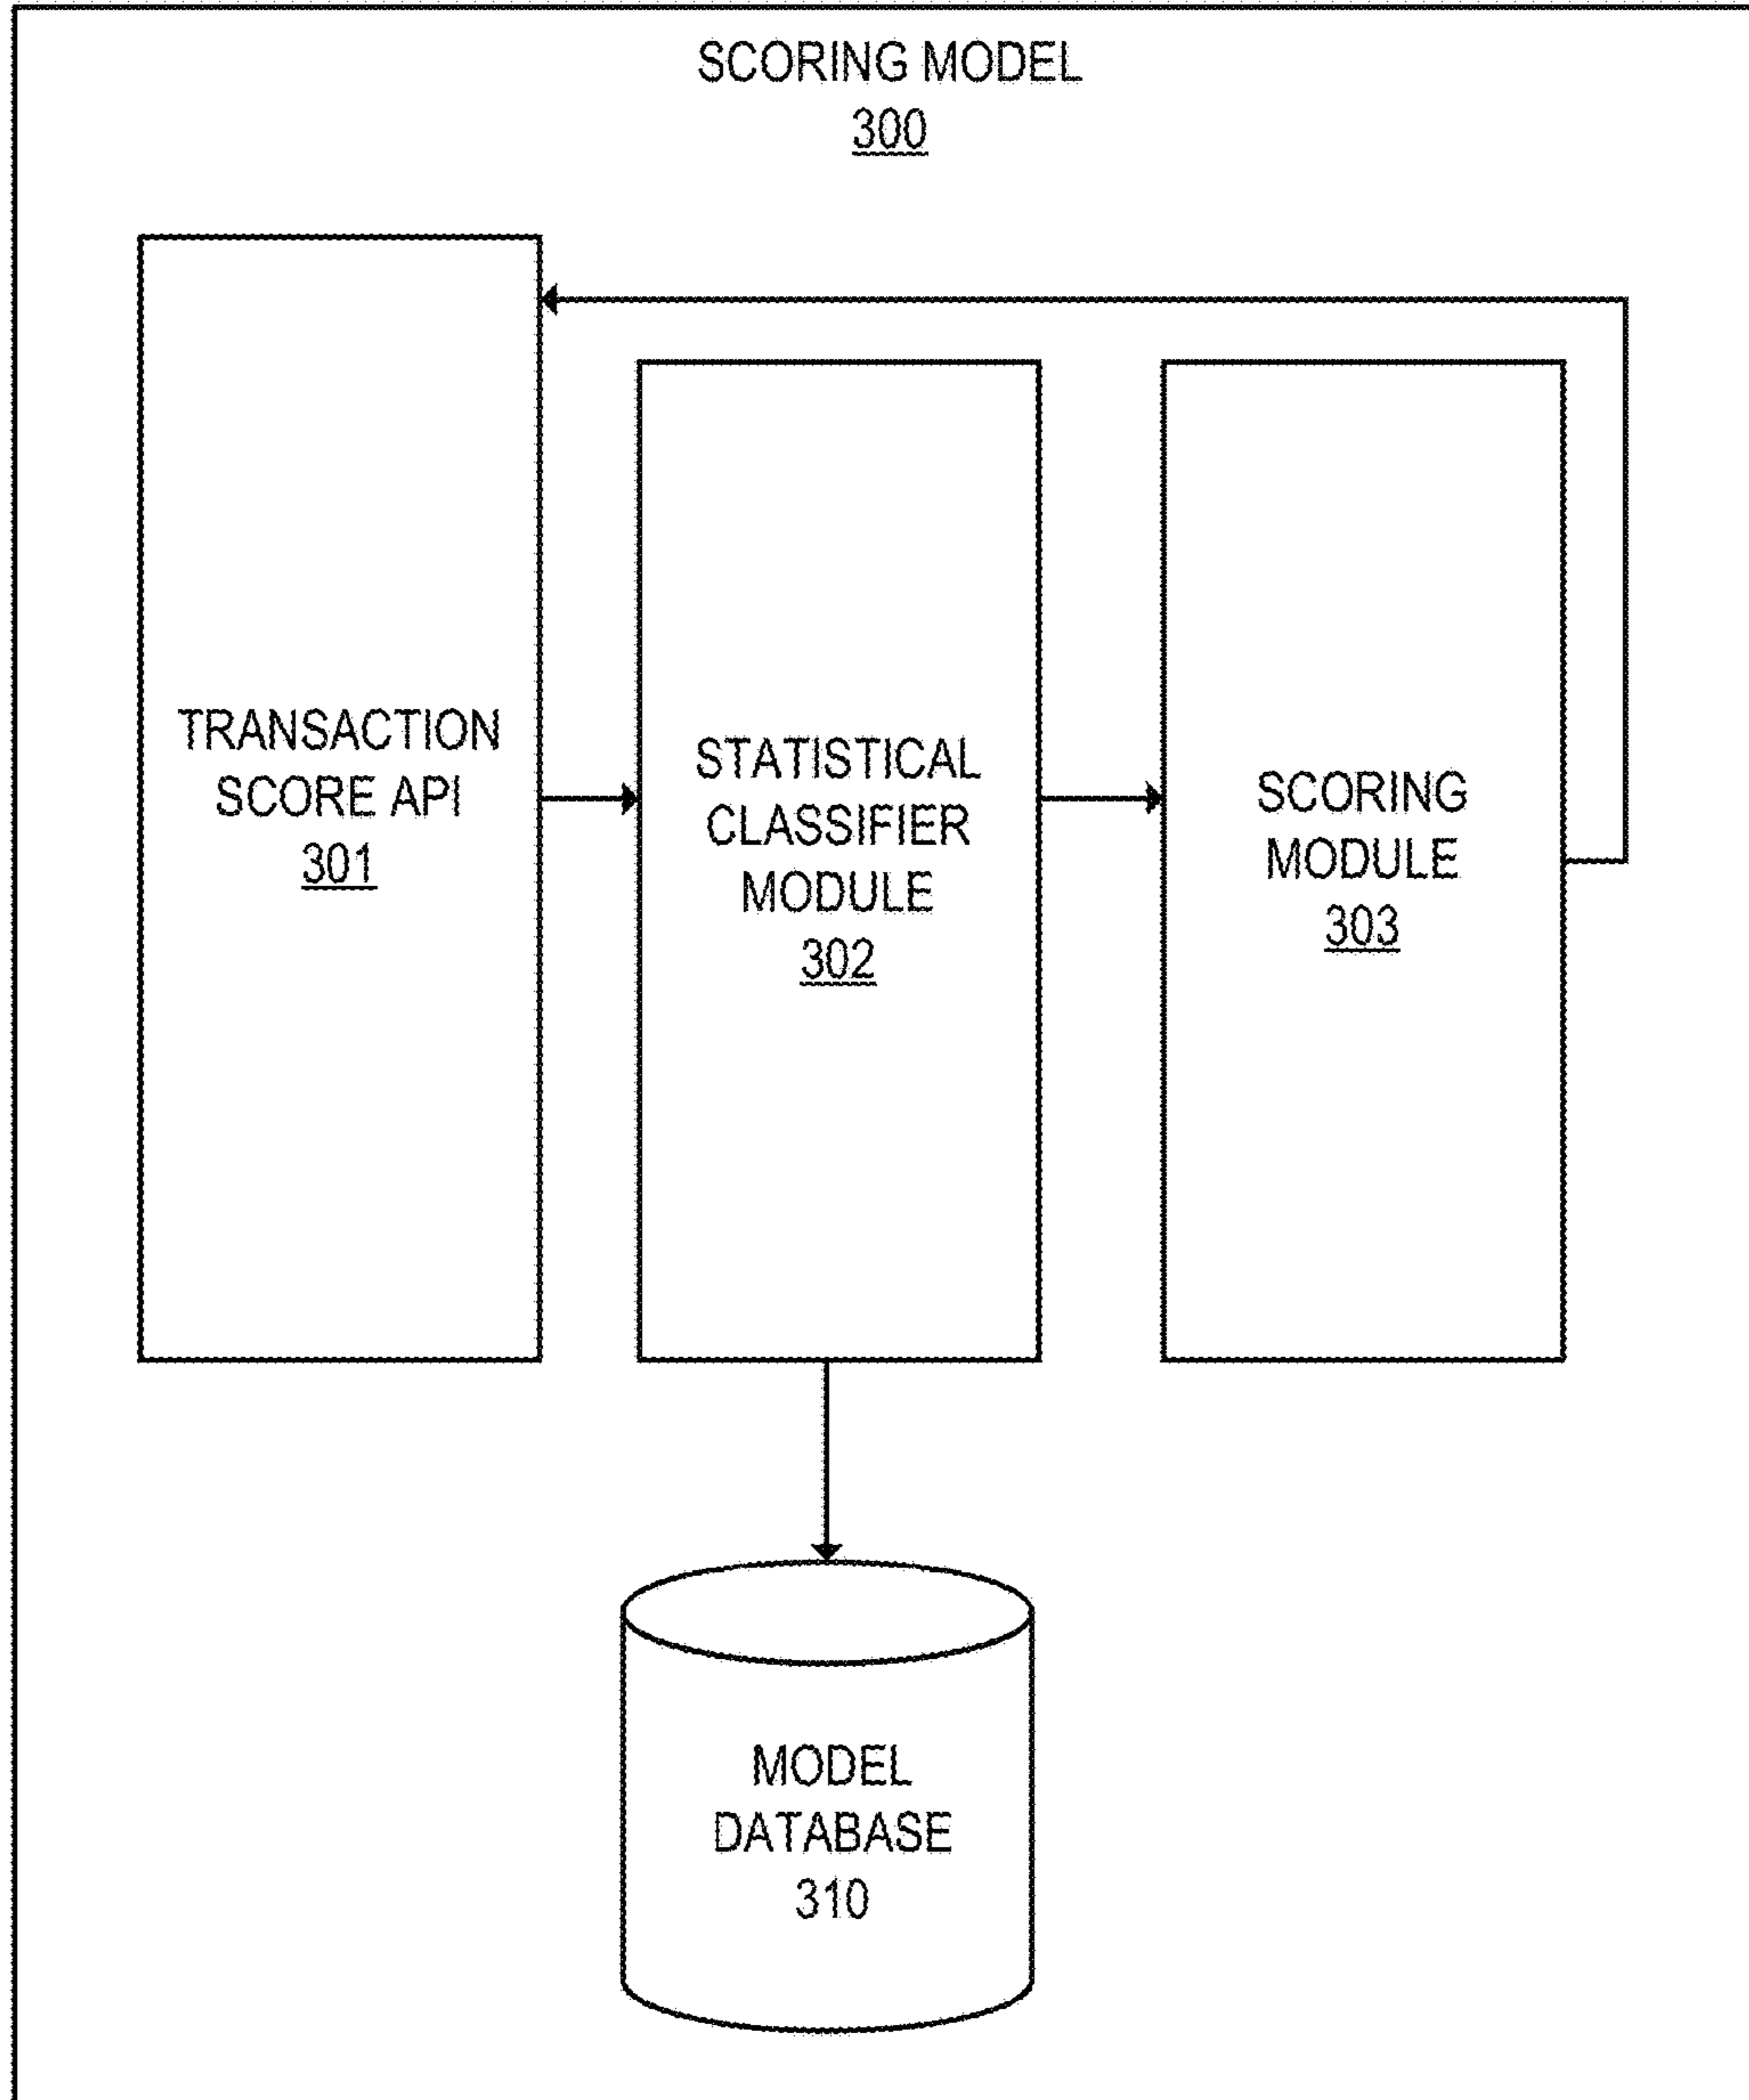 SCORING MODEL
300
TRANSACTION
SCORE API
301
STATISTICAL
CLASSIFIER
MODULE
302
SCORING
MODULE
303
MODEL
DATABASE
310